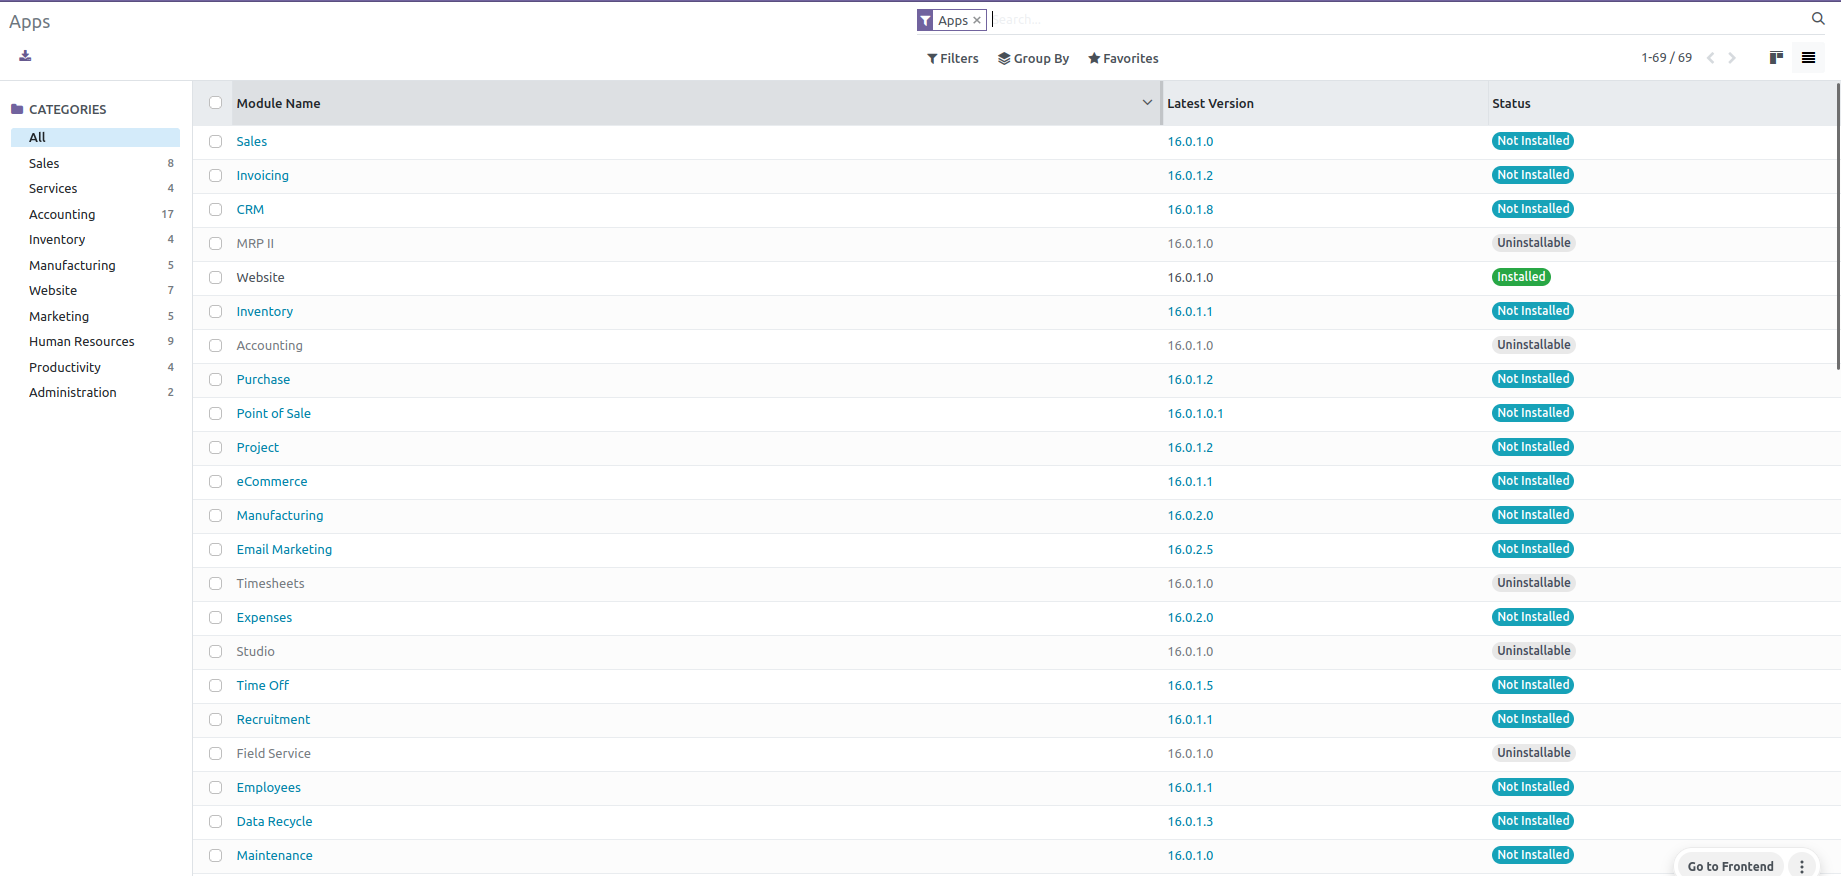 Apps
Apps × Search...
Filters Group By Favorites 1-69 / 69
CATEGORIES
All
Sales 8
Services 4
Accounting 17
Inventory 4
Manufacturing 5
Website 7
Marketing 5
Human Resources 9
Productivity 4
Administration 2
Module Name Latest Version Status
Sales 16.0.1.0 Not Installed
Invoicing 16.0.1.2 Not Installed
CRM 16.0.1.8 Not Installed
MRP II 16.0.1.0 Uninstallable
Website 16.0.1.0 Installed
Inventory 16.0.1.1 Not Installed
Accounting 16.0.1.0 Uninstallable
Purchase 16.0.1.2 Not Installed
Point of Sale 16.0.1.0.1 Not Installed
Project 16.0.1.2 Not Installed
eCommerce 16.0.1.1 Not Installed
Manufacturing 16.0.2.0 Not Installed
Email Marketing 16.0.2.5 Not Installed
Timesheets 16.0.1.0 Uninstallable
Expenses 16.0.2.0 Not Installed
Studio 16.0.1.0 Uninstallable
Time Off 16.0.1.5 Not Installed
Recruitment 16.0.1.1 Not Installed
Field Service 16.0.1.0 Uninstallable
Employees 16.0.1.1 Not Installed
Data Recycle 16.0.1.3 Not Installed
Maintenance 16.0.1.0 Not Installed
Go to Frontend